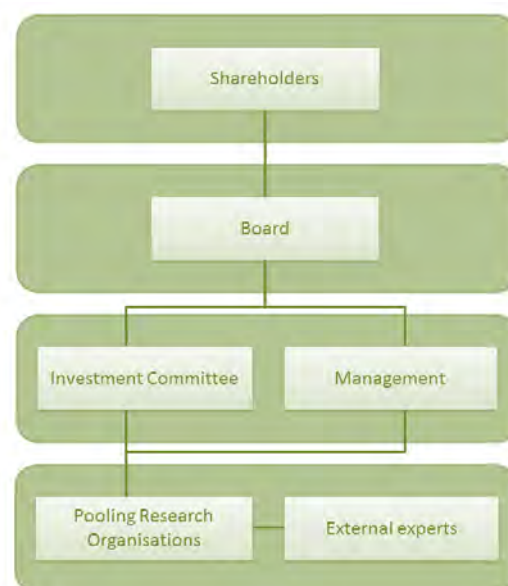 Shareholders
Board
Investment Committee
Management
Pooling Research
Organisations
External experts